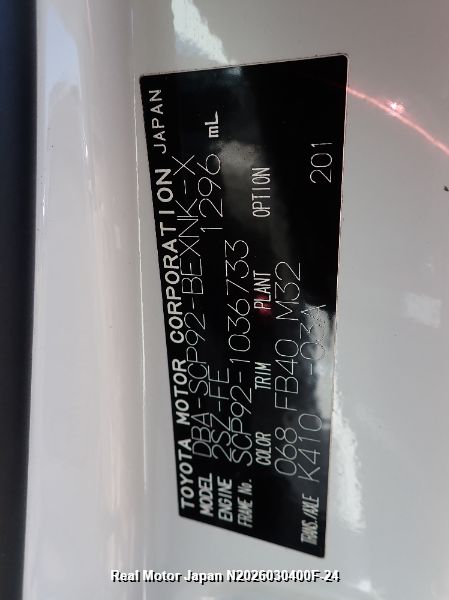 TOYOTA MOTOR CORPORATION JAPAN
MODEL DBA-SCP92-BEXNK-X
ENGINE 2SZ-FE 1296 mL
FRAME No. SCP92-1036733
COLOR TRIM PLANT OPTION
068 FB40 M32
TRANS./AXLE K410 -03A 201
Real Motor Japan N2026030400F-24